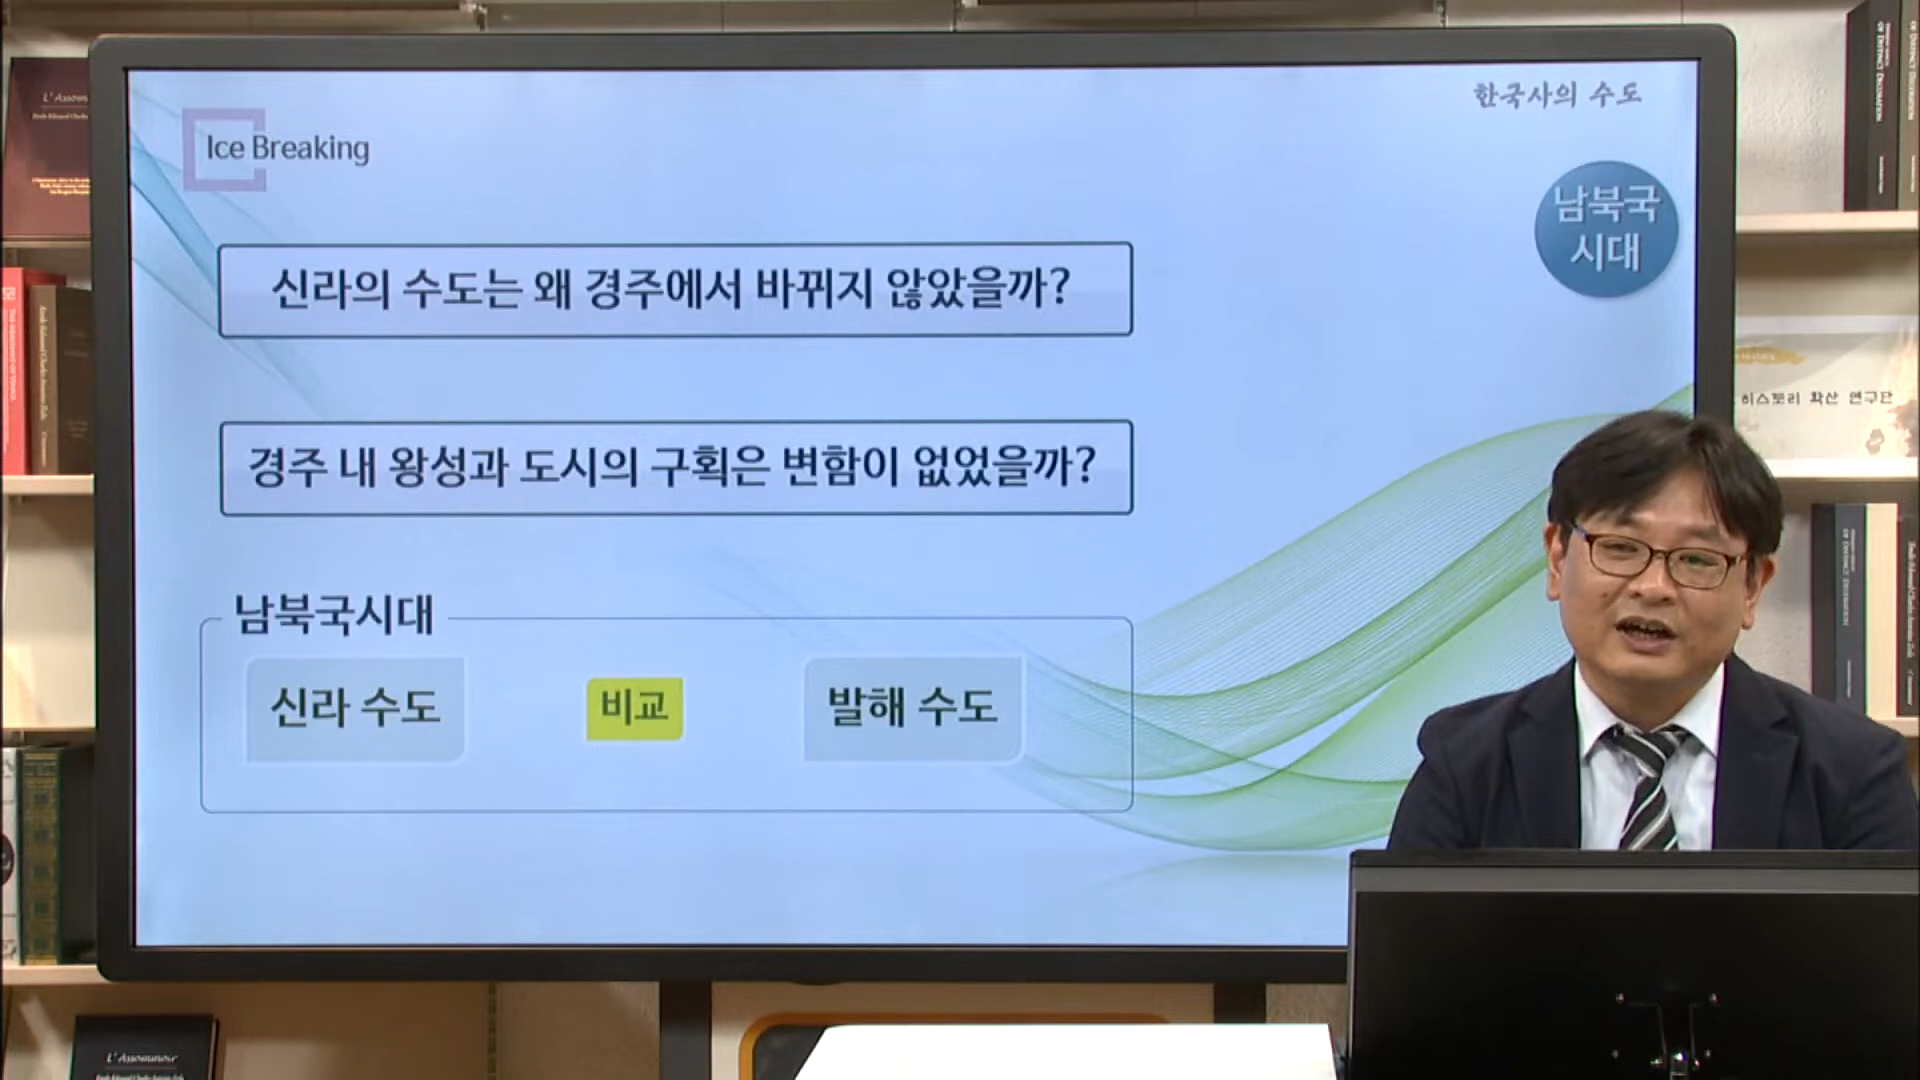 한국사의 수도
Ice Breaking
남북국
시대
신라의 수도는 왜 경주에서 바뀌지 않았을까?
경주 내 왕성과 도시의 구획은 변함이 없었을까?
남북국시대
신라 수도
비교
발해 수도
히스토리 확산 연구단
L'Assommoir